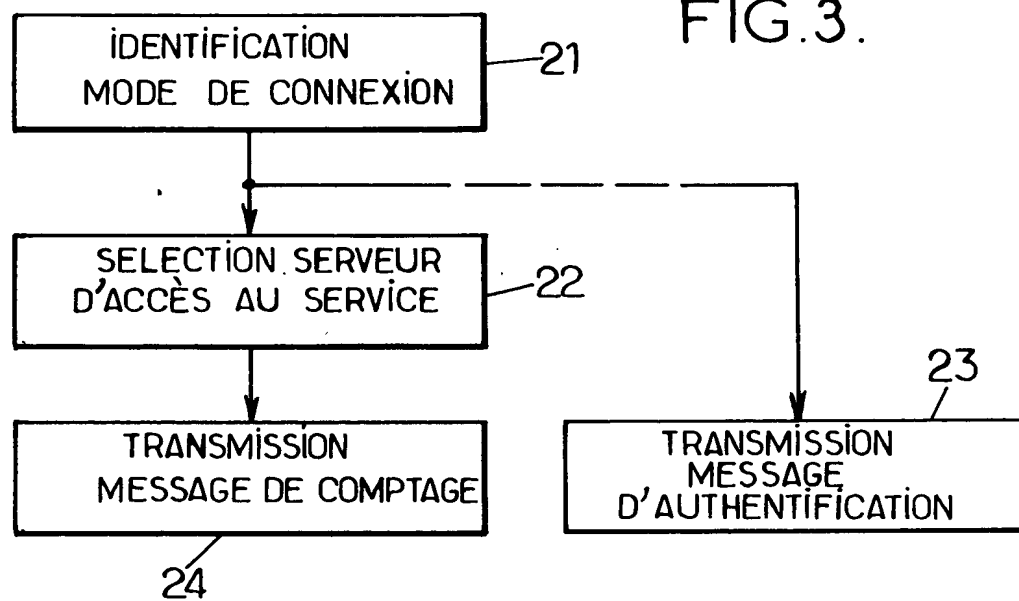 FIG.3.
IDENTIFICATION
MODE DE CONNEXION
21
SELECTION SERVEUR
D'ACCÈS AU SERVICE
22
23
TRANSMISSION
MESSAGE DE COMPTAGE
24
TRANSMISSION
MESSAGE
D'AUTHENTIFICATION